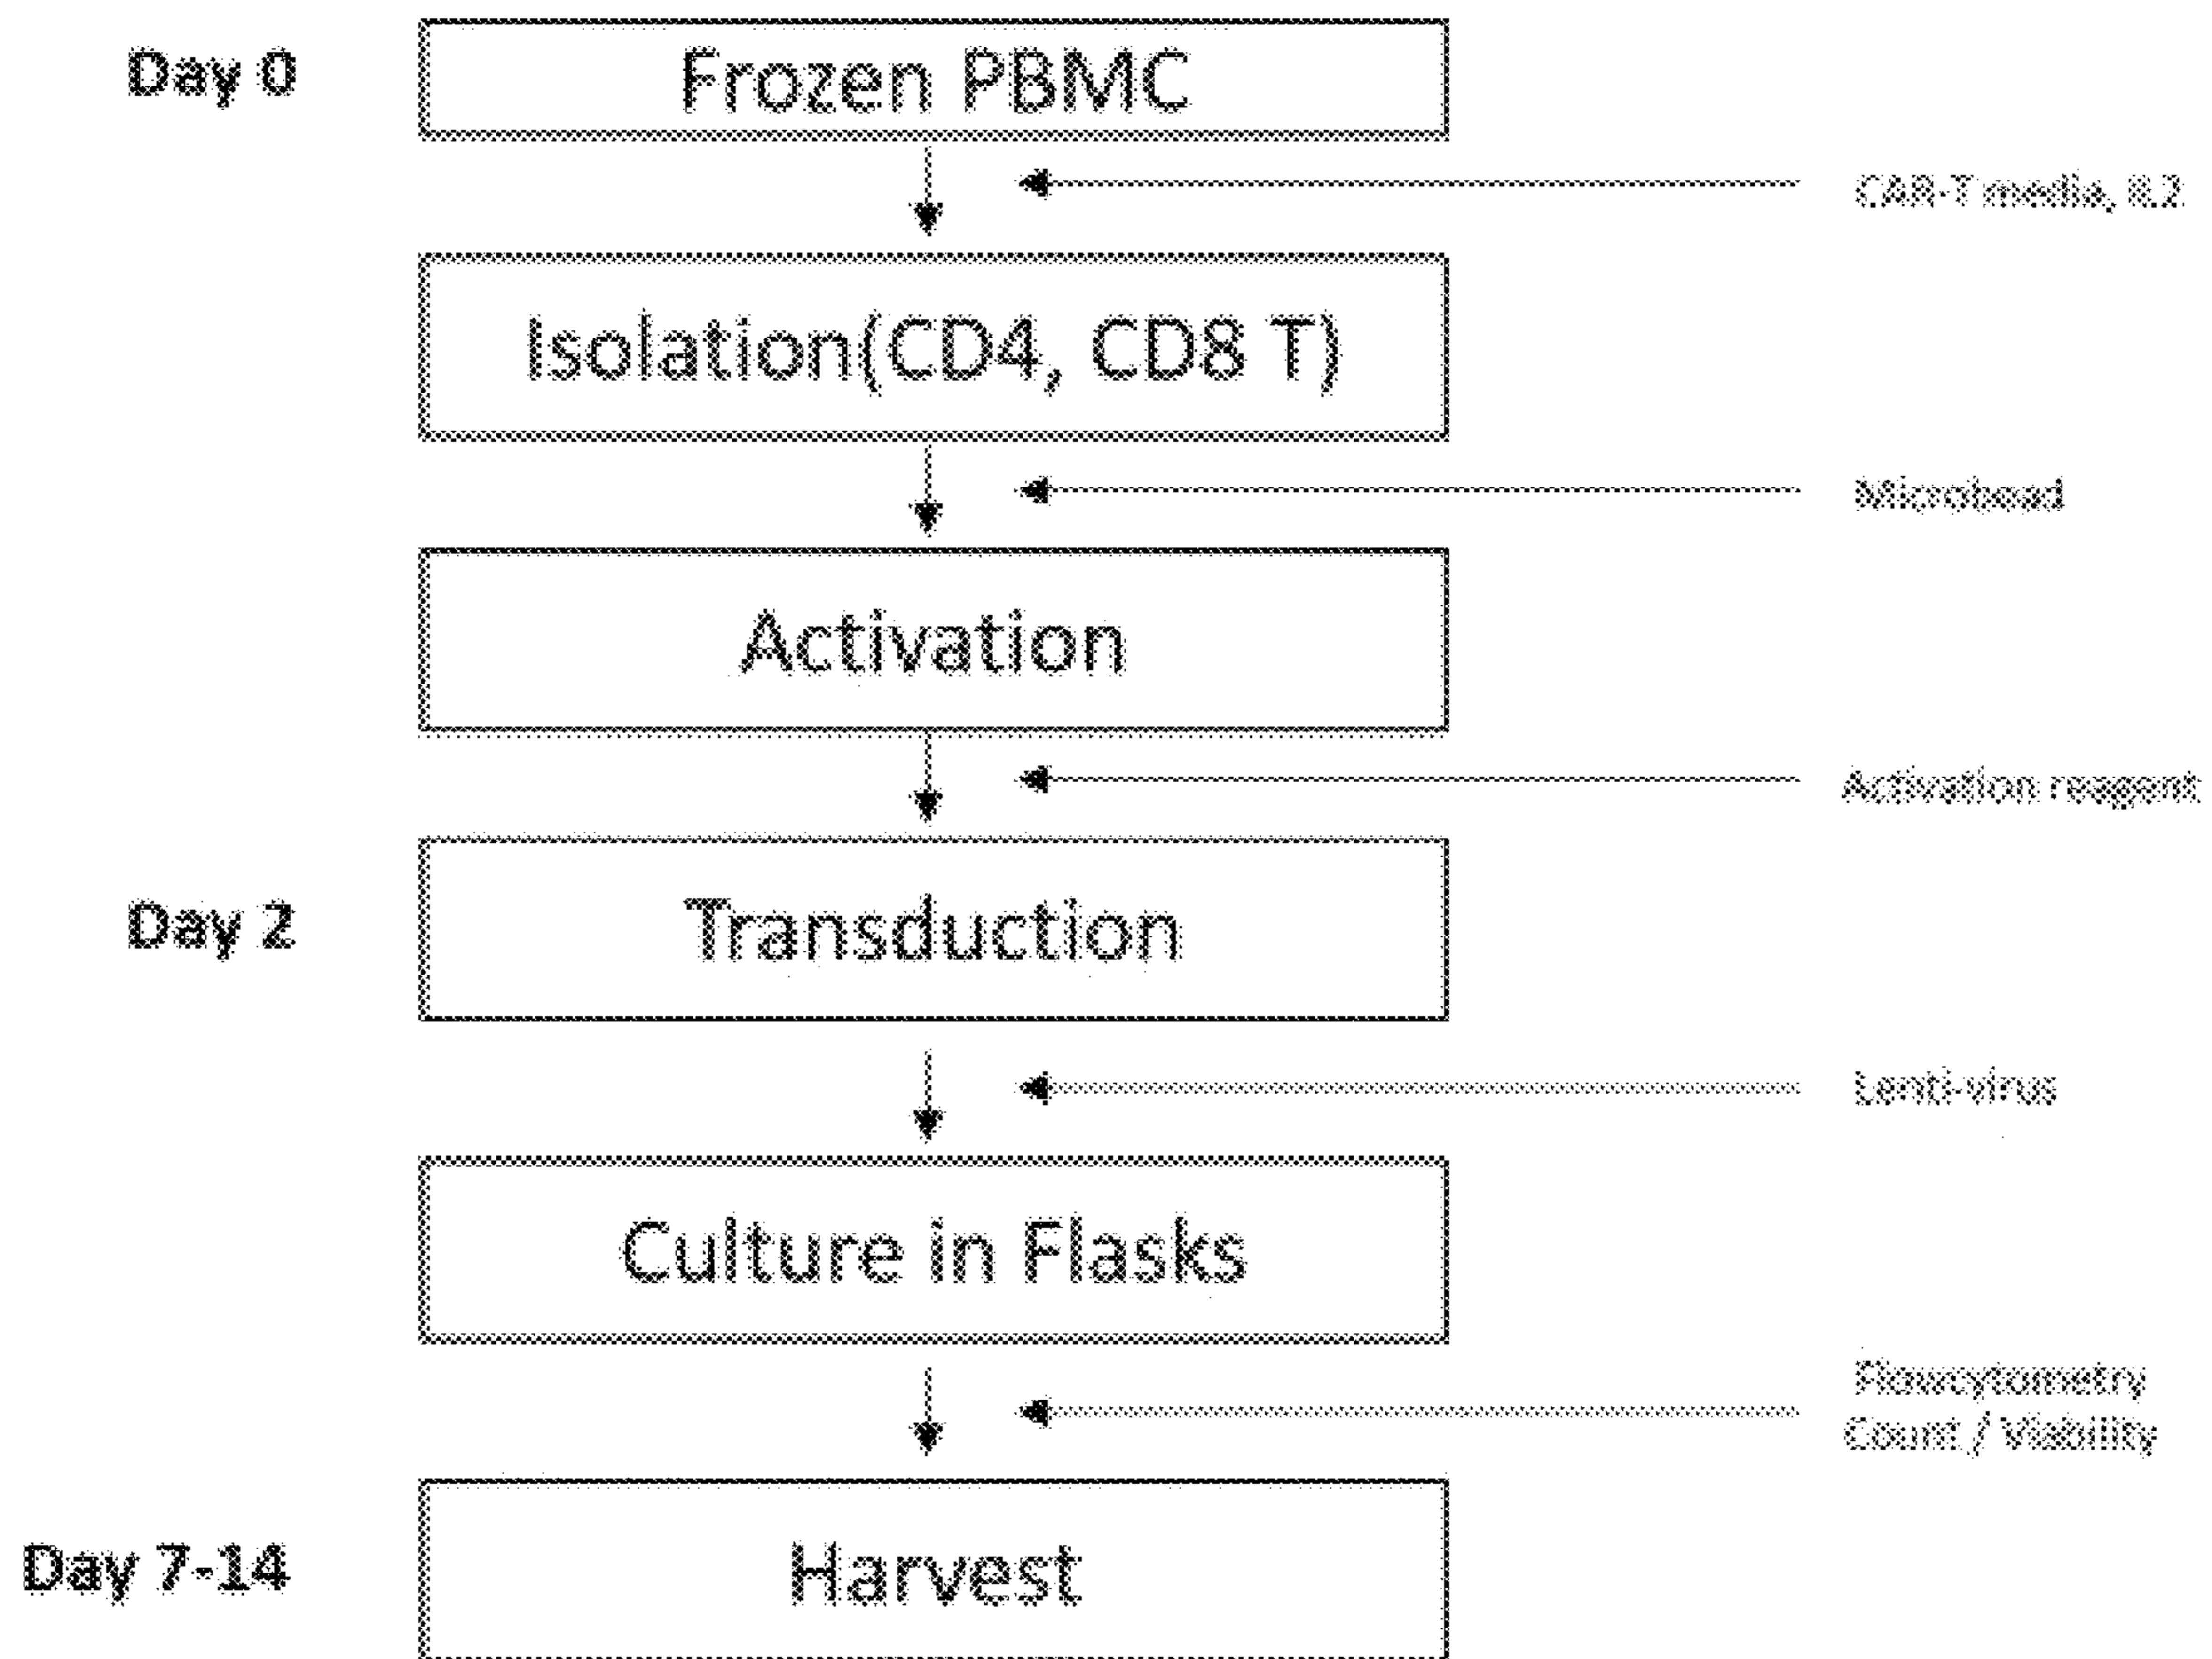 Day 0
Frozen PBMC
CAR-T media, IL2
Isolation(CD4, CD8 T)
Microbead
Activation
Activation reagent
Day 2
Transduction
Lenti-virus
Culture in Flasks
Flowcytometry
Count / Viability
Day 7-14
Harvest